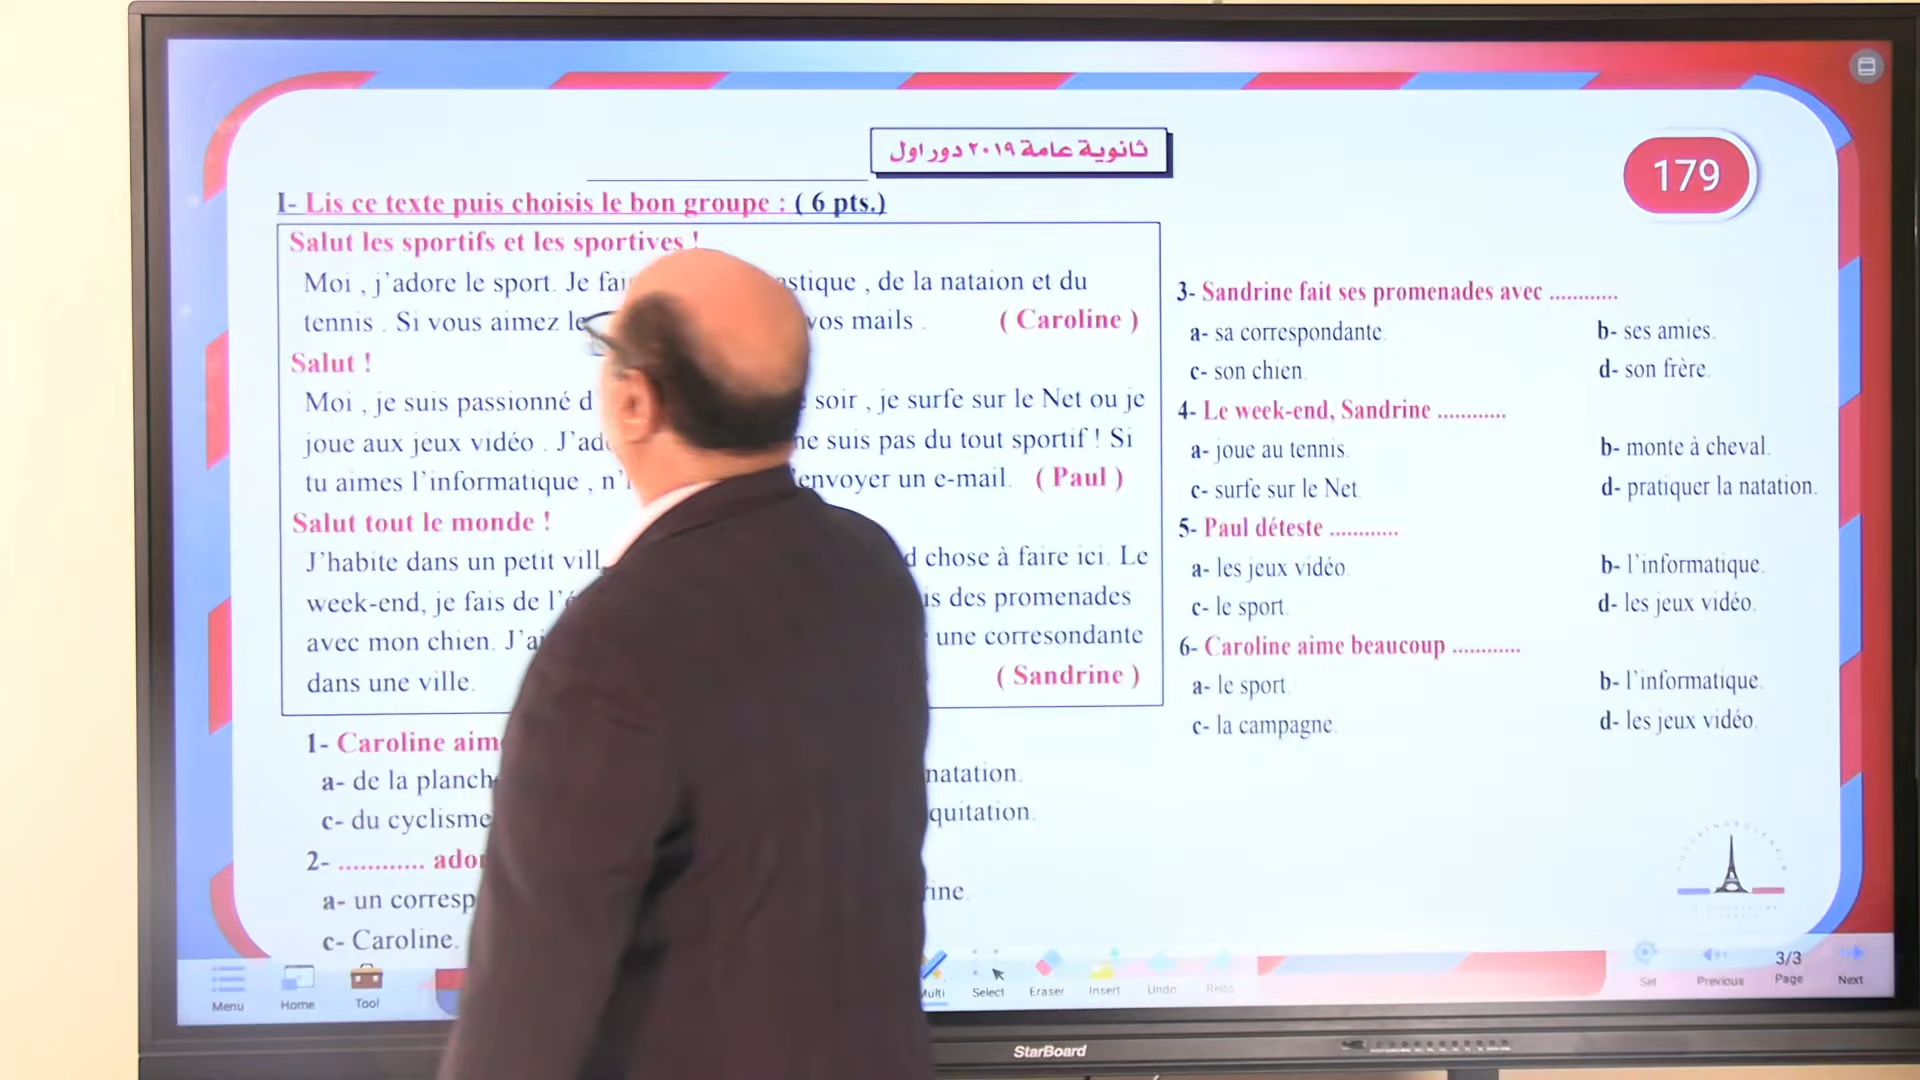 ثانوية عامة ٢٠١٩ دور اول
179
I- Lis ce texte puis choisis le bon groupe : ( 6 pts.)
Salut les sportifs et les sportives !
Moi , j’adore le sport. Je fai stique , de la nataion et du
tennis . Si vous aimez le vos mails . ( Caroline )
Salut !
Moi , je suis passionné d soir , je surfe sur le Net ou je
joue aux jeux vidéo . J’ad ne suis pas du tout sportif ! Si
tu aimes l’informatique , n’ envoyer un e-mail. ( Paul )
Salut tout le monde !
J’habite dans un petit vill d chose à faire ici. Le
week-end, je fais de l’é is des promenades
avec mon chien. J’ai une corresondante
dans une ville. ( Sandrine )
1- Caroline aim
a- de la planch natation.
c- du cyclisme quitation.
2- ............ ado
a- un corresp rine.
c- Caroline.
3- Sandrine fait ses promenades avec ............
a- sa correspondante. b- ses amies.
c- son chien. d- son frère.
4- Le week-end, Sandrine ............
a- joue au tennis. b- monte à cheval.
c- surfe sur le Net. d- pratiquer la natation.
5- Paul déteste ............
a- les jeux vidéo. b- l’informatique.
c- le sport. d- les jeux vidéo.
6- Caroline aime beaucoup ............
a- le sport. b- l’informatique.
c- la campagne. d- les jeux vidéo.
Menu Home Tool Multi Select Eraser Insert Undo Redo Set Previous 3/3 Page Next
StarBoard